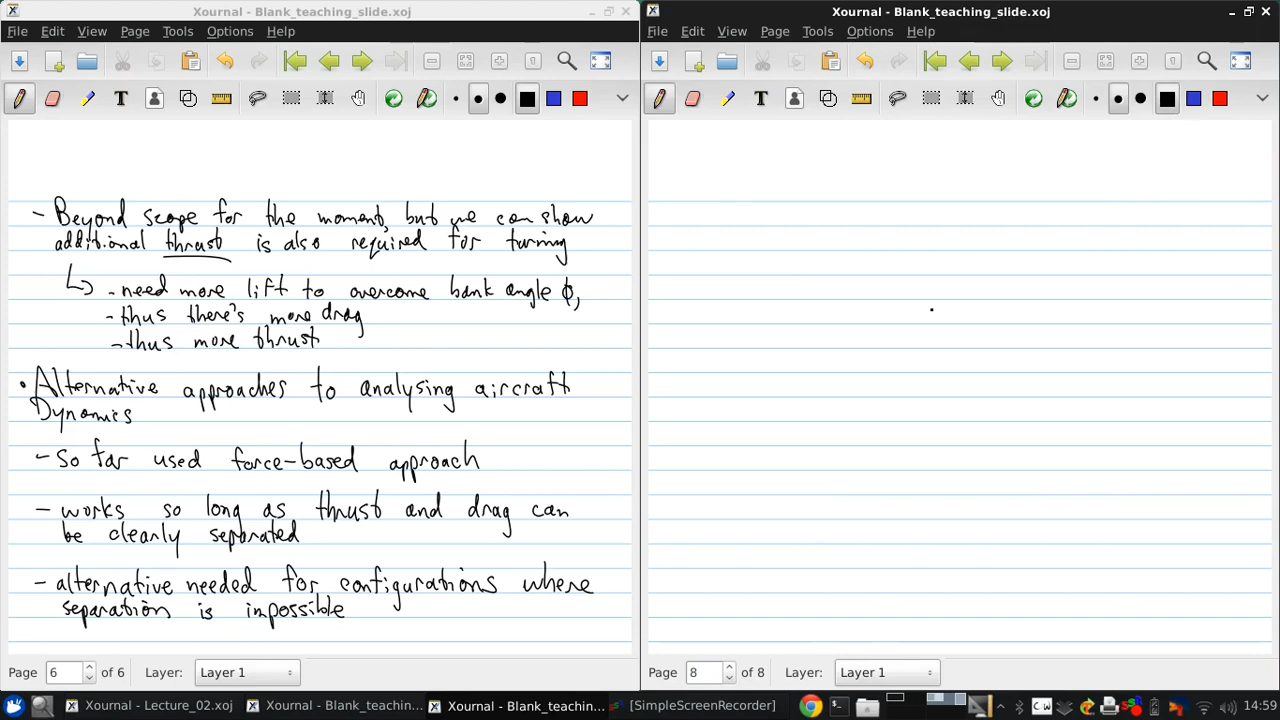 Xournal - Blank_teaching_slide.xoj
File Edit View Page Tools Options Help
- Beyond scope for the moment, but we can show
additional thrust is also required for turning
- need more lift to overcome bank angle ϕ,
- thus there's more drag
- thus more thrust
• Alternative approaches to analysing aircraft
Dynamics
- So far used force-based approach
- works so long as thrust and drag can
be clearly separated
- alternative needed for configurations where
separation is impossible
Page 6 of 6 Layer: Layer 1
Xournal - Blank_teaching_slide.xoj
File Edit View Page Tools Options Help
Page 8 of 8 Layer: Layer 1
Xournal - Lecture_02.xoj Xournal - Blank_teachin... Xournal - Blank_teachin... [SimpleScreenRecorder] 14:59